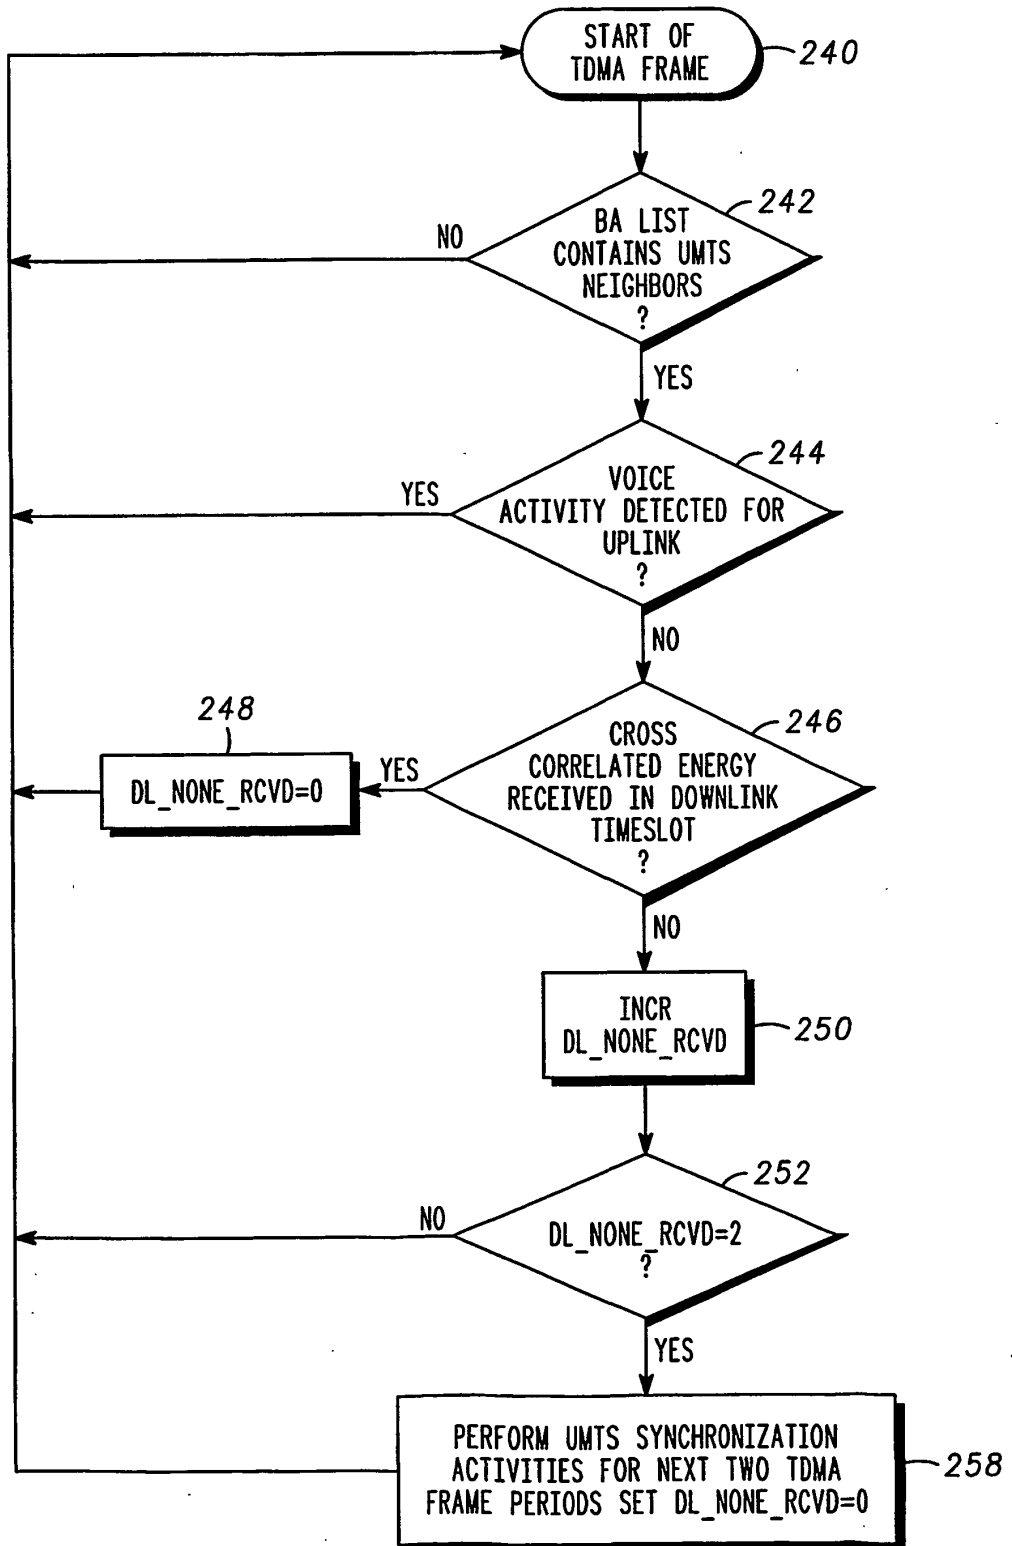 START OF
TDMA FRAME
240
242
BA LIST
CONTAINS UMTS
NEIGHBORS
?
NO
YES
244
VOICE
ACTIVITY DETECTED FOR
UPLINK
?
YES
NO
246
CROSS
CORRELATED ENERGY
RECEIVED IN DOWNLINK
TIMESLOT
?
YES
248
DL_NONE_RCVD=0
NO
INCR
DL_NONE_RCVD
250
252
DL_NONE_RCVD=2
?
NO
YES
PERFORM UMTS SYNCHRONIZATION
ACTIVITIES FOR NEXT TWO TDMA
FRAME PERIODS SET DL_NONE_RCVD=0
258